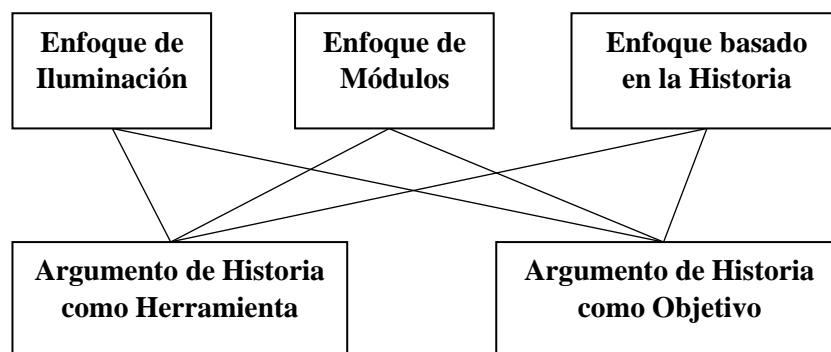 Enfoque de
Iluminación
Enfoque de
Módulos
Enfoque basado
en la Historia
Argumento de Historia
como Herramienta
Argumento de Historia
como Objetivo